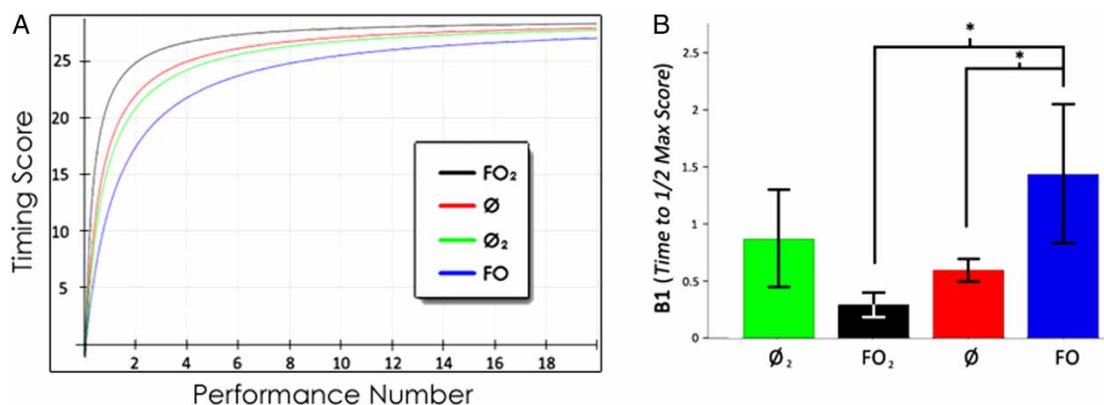 A
Timing Score
25
20
15
10
5
2 4 6 8 10 12 14 16 18
Performance Number
FO₂
Ø
Ø₂
FO
B
B1 (Time to 1/2 Max Score)
2.5
2
1.5
1
0.5
0
*
*
Ø₂ FO₂ Ø FO